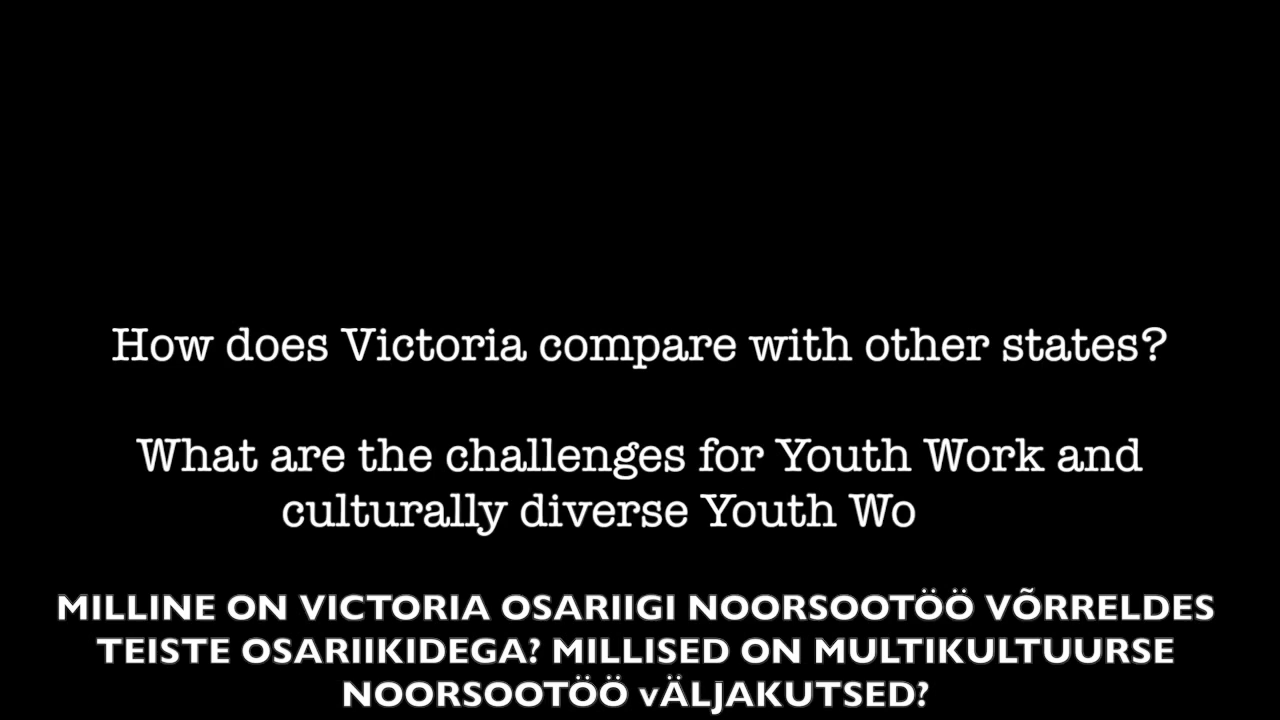 How does Victoria compare with other states?
What are the challenges for Youth Work and
culturally diverse Youth Wo
MILLINE ON VICTORIA OSARIIGI NOORSOOTÖÖ VÕRRELDES
TEISTE OSARIIKIDEGA? MILLISED ON MULTIKULTUURSE
NOORSOOTÖÖ vÄLJAKUTSED?